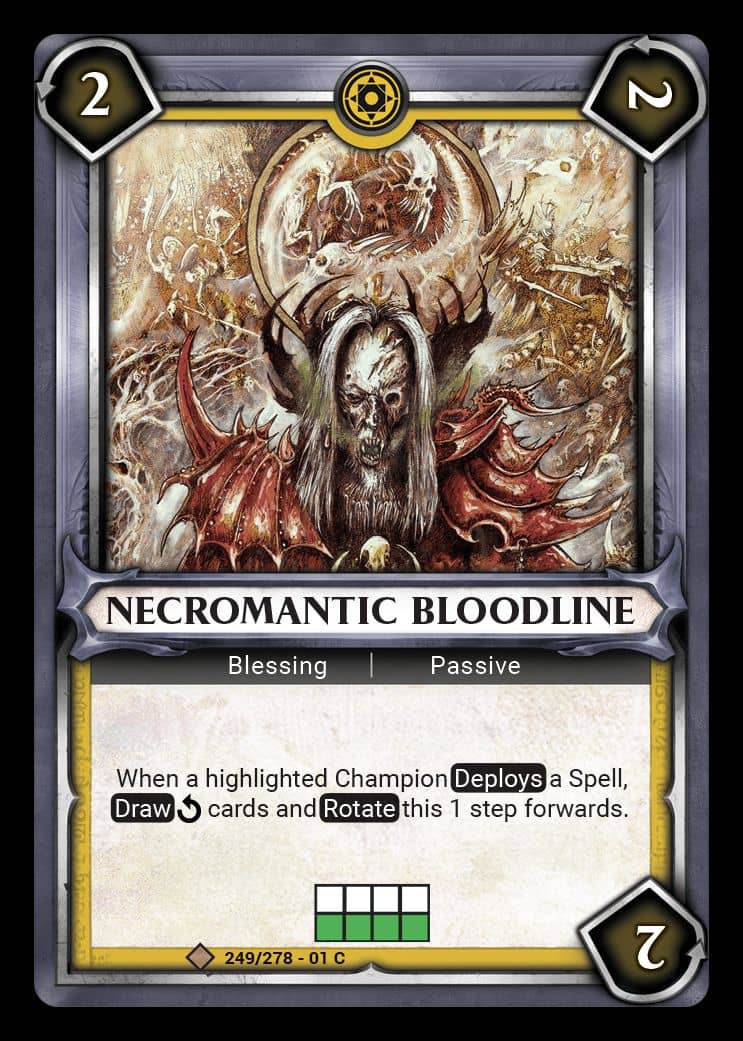 2
2
NECROMANTIC BLOODLINE
Blessing | Passive
When a highlighted Champion Deploys a Spell,
Draw cards and Rotate this 1 step forwards.
2
249/278 - 01 C